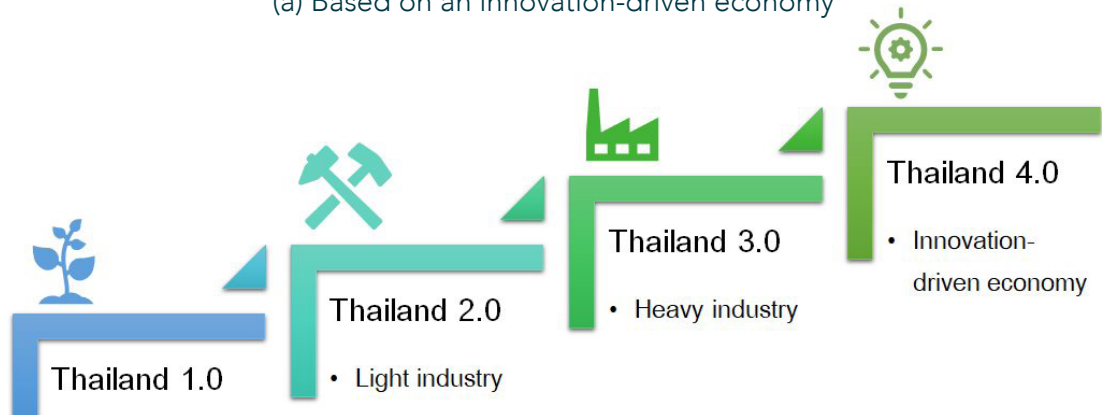 (a) Based on an innovation-driven economy
Thailand 1.0
Thailand 2.0
• Light industry
Thailand 3.0
• Heavy industry
Thailand 4.0
• Innovation-
driven economy